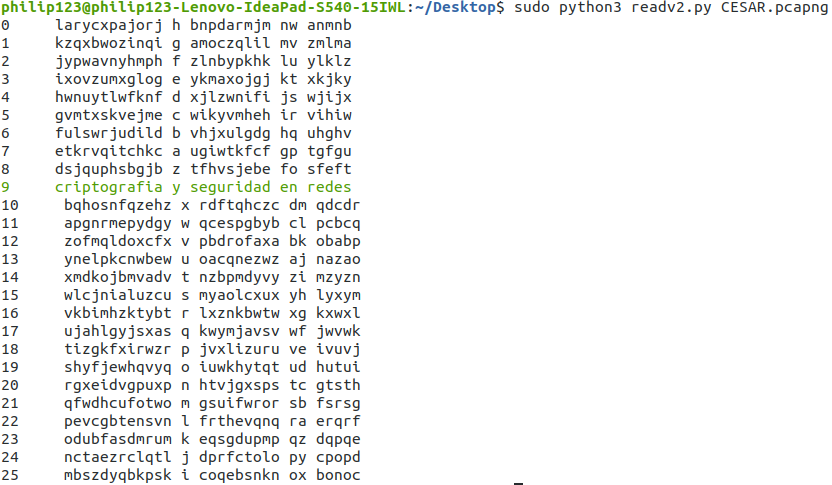 philip123@philip123-Lenovo-IdeaPad-S540-15IWL:~/Desktop$ sudo python3 readv2.py CESAR.pcapng
0 larycxpajorj h bnpdarmjm nw anmnb
1 kzqxbwozinqi g amoczqlil mv zmlma
2 jypwavnyhmph f zlnbypkhk lu ylklz
3 ixovzumxglog e ykmaxojgj kt xkjky
4 hwnuytlwfknf d xjlzwnifi js wjijx
5 gvmtxskvejme c wikyvmheh ir vihiw
6 fulswrjudild b vhjxulgdg hq uhghv
7 etkrvqitchkc a ugiwtkfcf gp tgfgu
8 dsjquphsbgjb z tfhvsjebe fo sfeft
9 criptografia y seguridad en redes
10 bqhosnfqzehz x rdftqhczc dm qdcdr
11 apgnrmepydgy w qcespgbyb cl pcbcq
12 zofmqldoxcfx v pbdrofaxa bk obabp
13 ynelpkcnwbew u oacqnezwz aj nazao
14 xmdkojbmvadv t nzbpmdyvy zi mzyzn
15 wlcjnialuzcu s myaolcxux yh lyxym
16 vkbimhzktybt r lxznkbwtw xg kxwxl
17 ujahlgyjsxas q kwymjavsv wf jwvwk
18 tizgkfxirwzr p jvxlizuru ve ivuvj
19 shyfjewhqvyq o iuwkhytqt ud hutui
20 rgxeidvgpuxp n htvjgxsps tc gtsth
21 qfwdhcufotwo m gsuifwror sb fsrsg
22 pevcgbtensvn l frthevqnq ra erqrf
23 odubfasdmrum k eqsgdupmp qz dqpqe
24 nctaezrclqtl j dprfctolo py cpopd
25 mbszdyqbkpsk i coqebsnkn ox bonoc